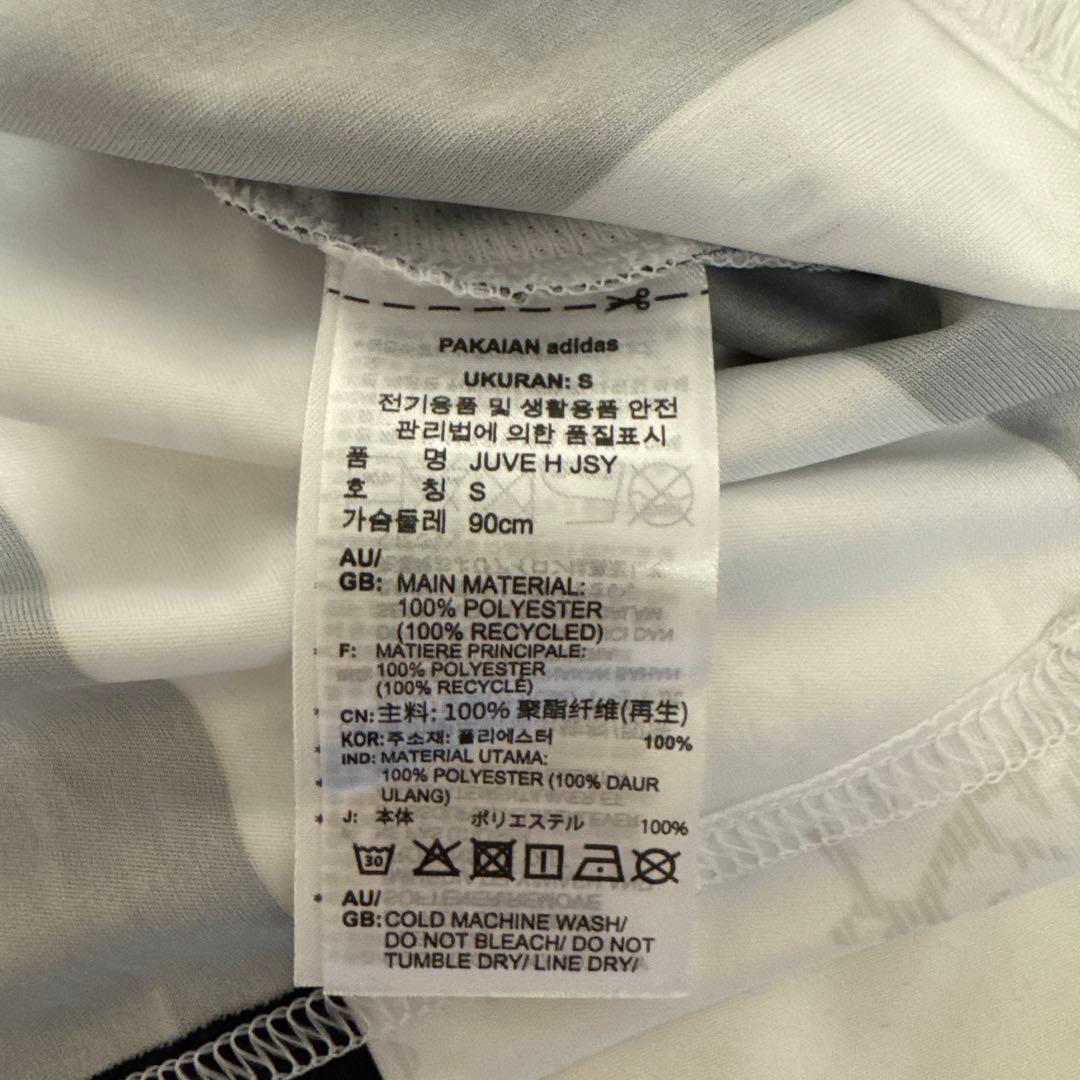 PAKAIAN adidas
UKURAN: S
전기용품 및 생활용품 안전
관리법에 의한 품질표시
품 명 JUVE H JSY
호 칭 S
가슴둘레 90cm
AU/
GB: MAIN MATERIAL:
100% POLYESTER
(100% RECYCLED)
F: MATIERE PRINCIPALE:
100% POLYESTER
(100% RECYCLÉ)
CN: 主料: 100% 聚酯纤维(再生)
KOR: 주소재: 폴리에스터 100%
IND: MATERIAL UTAMA:
100% POLYESTER (100% DAUR
ULANG)
J: 本体 ポリエステル 100%
30
AU/
GB: COLD MACHINE WASH/
DO NOT BLEACH/ DO NOT
TUMBLE DRY/ LINE DRY/